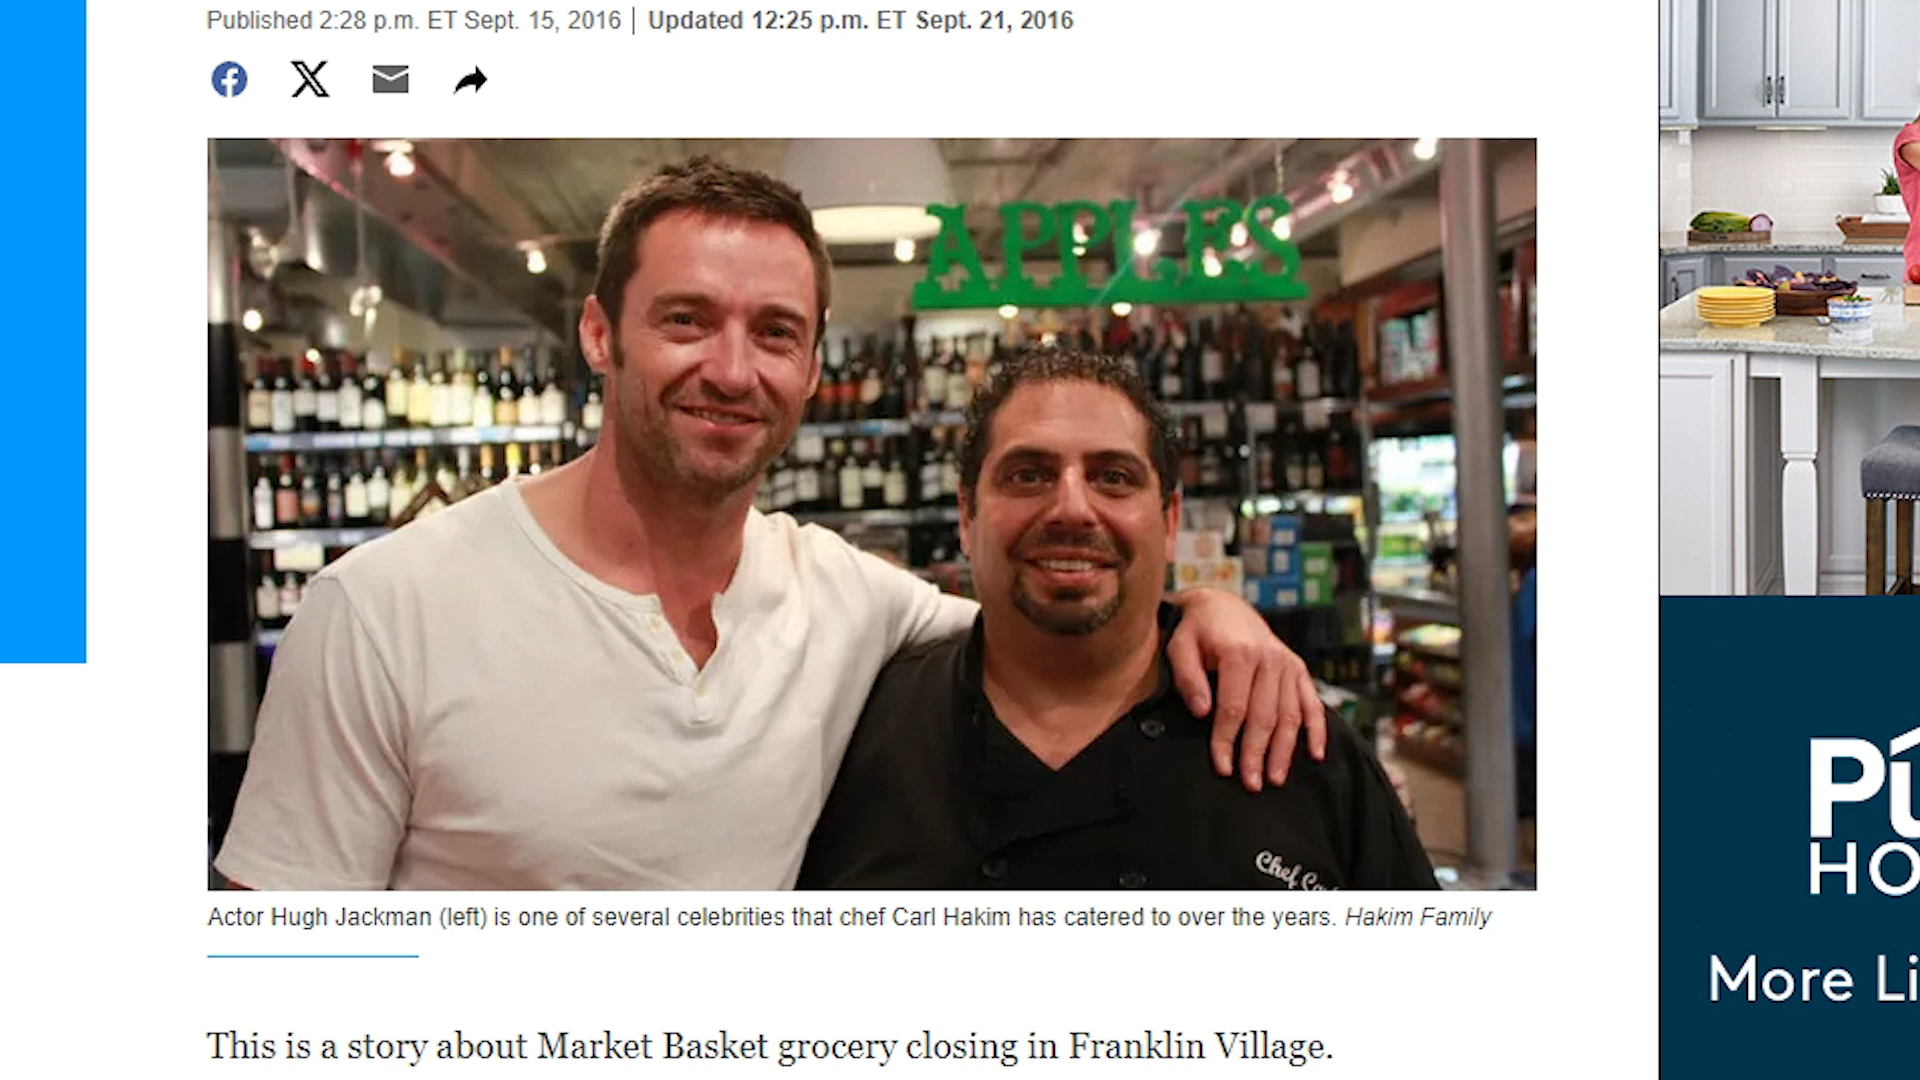 Published 2:28 p.m. ET Sept. 15, 2016 | Updated 12:25 p.m. ET Sept. 21, 2016
APPLES
Chef
Actor Hugh Jackman (left) is one of several celebrities that chef Carl Hakim has catered to over the years. Hakim Family
This is a story about Market Basket grocery closing in Franklin Village.
More